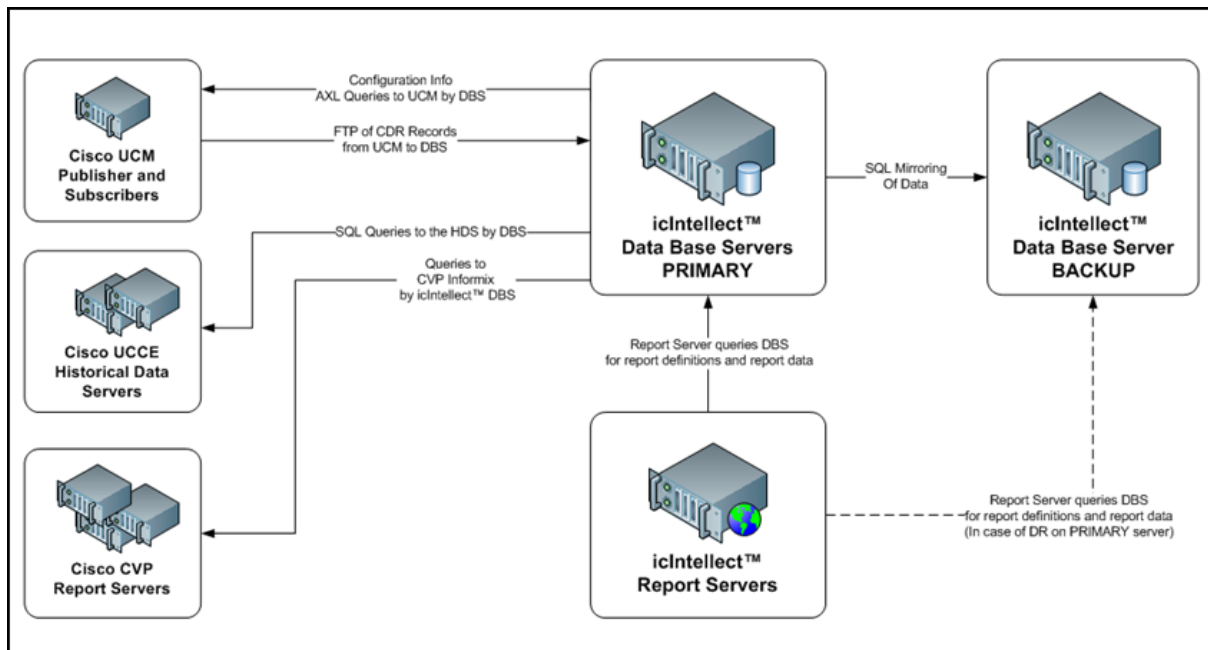 Cisco UCM
Publisher and
Subscribers
Configuration Info
AXL Queries to UCM by DBS
FTP of CDR Records
from UCM to DBS
icIntellect™
Data Base Servers
PRIMARY
SQL Mirroring
Of Data
icIntellect™
Data Base Server
BACKUP
SQL Queries to the HDS by DBS
Queries to
CVP Informix
by icIntellect™ DBS
Cisco UCCE
Historical Data
Servers
Report Server queries DBS
for report definitions and report data
Cisco CVP
Report Servers
icIntellect™
Report Servers
Report Server queries DBS
for report definitions and report data
(In case of DR on PRIMARY server)